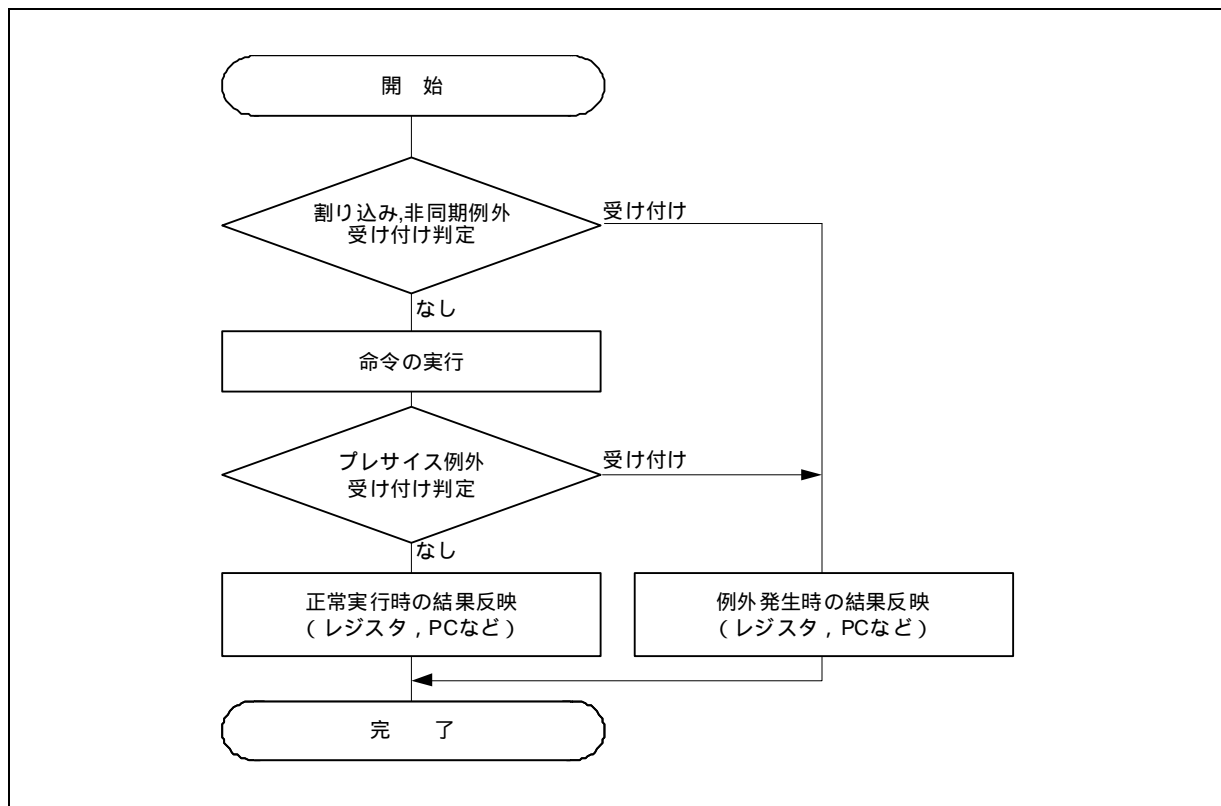 開　始
割り込み,非同期例外
受け付け判定
受け付け
なし
命令の実行
プレサイス例外
受け付け判定
受け付け
なし
正常実行時の結果反映
（レジスタ，PCなど）
例外発生時の結果反映
（レジスタ，PCなど）
完　　了